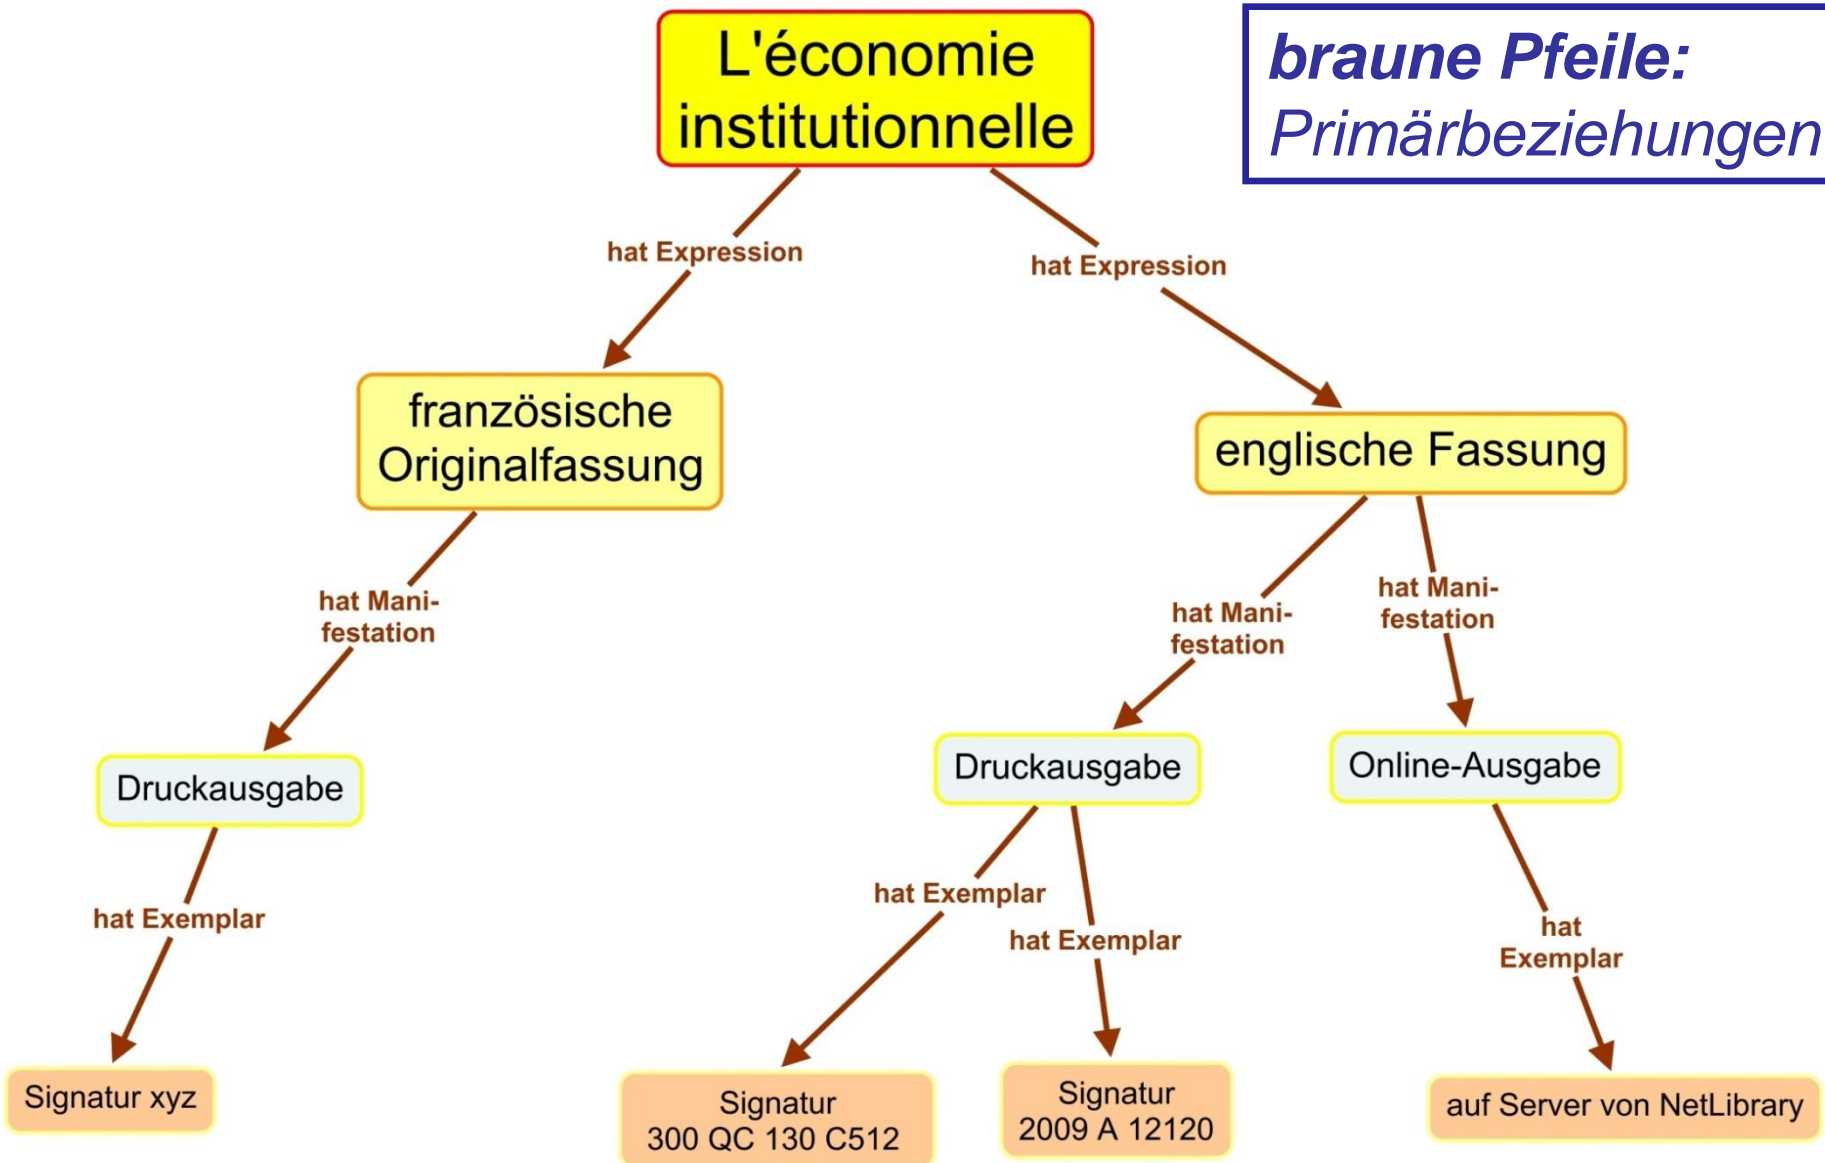 L'économie
institutionnelle
braune Pfeile:
Primärbeziehungen
hat Expression
hat Expression
französische
Originalfassung
englische Fassung
hat Mani-
festation
hat Mani-
festation
hat Mani-
festation
Druckausgabe
Druckausgabe
Online-Ausgabe
hat Exemplar
hat Exemplar
hat Exemplar
hat
Exemplar
Signatur xyz
Signatur
300 QC 130 C512
Signatur
2009 A 12120
auf Server von NetLibrary